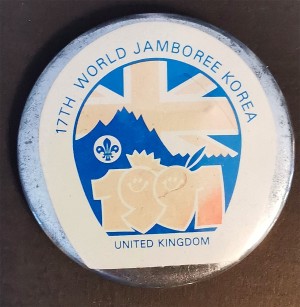 17TH WORLD JAMBOREE KOREA
1991
UNITED KINGDOM